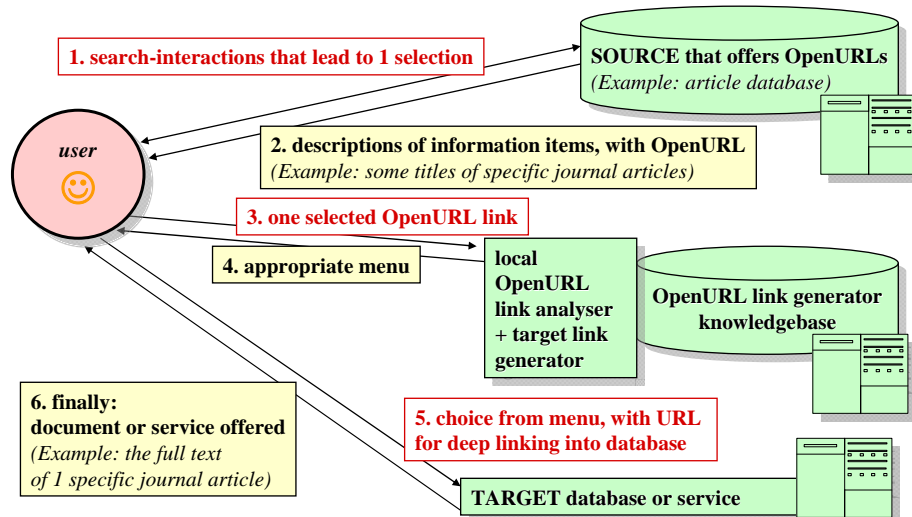 1. search-interactions that lead to 1 selection
SOURCE that offers OpenURLs
(Example: article database)
user
2. descriptions of information items, with OpenURL
(Example: some titles of specific journal articles)
3. one selected OpenURL link
4. appropriate menu
local
OpenURL
link analyser
+ target link
generator
OpenURL link generator
knowledgebase
6. finally:
document or service offered
(Example: the full text
of 1 specific journal article)
5. choice from menu, with URL
for deep linking into database
TARGET database or service